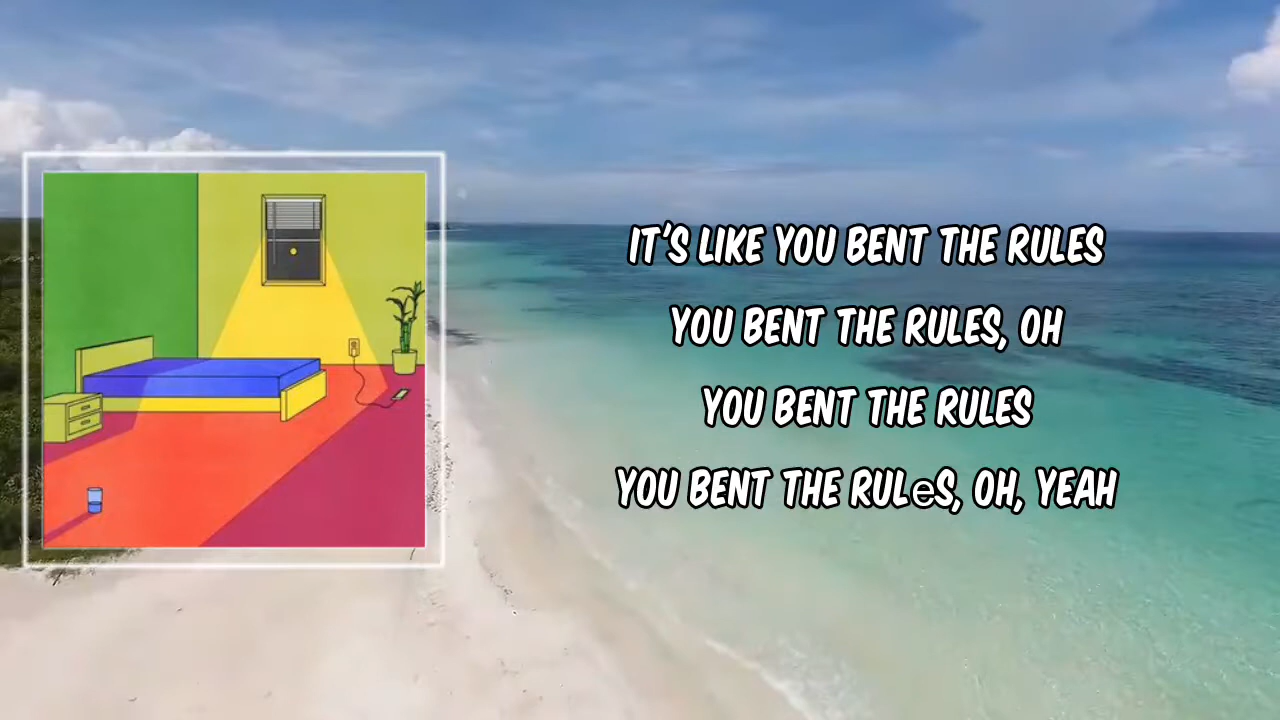 IT'S LIKE YOU BENT THE RULES
YOU BENT THE RULES, OH
YOU BENT THE RULES
YOU BENT THE RULеS, OH, YEAH